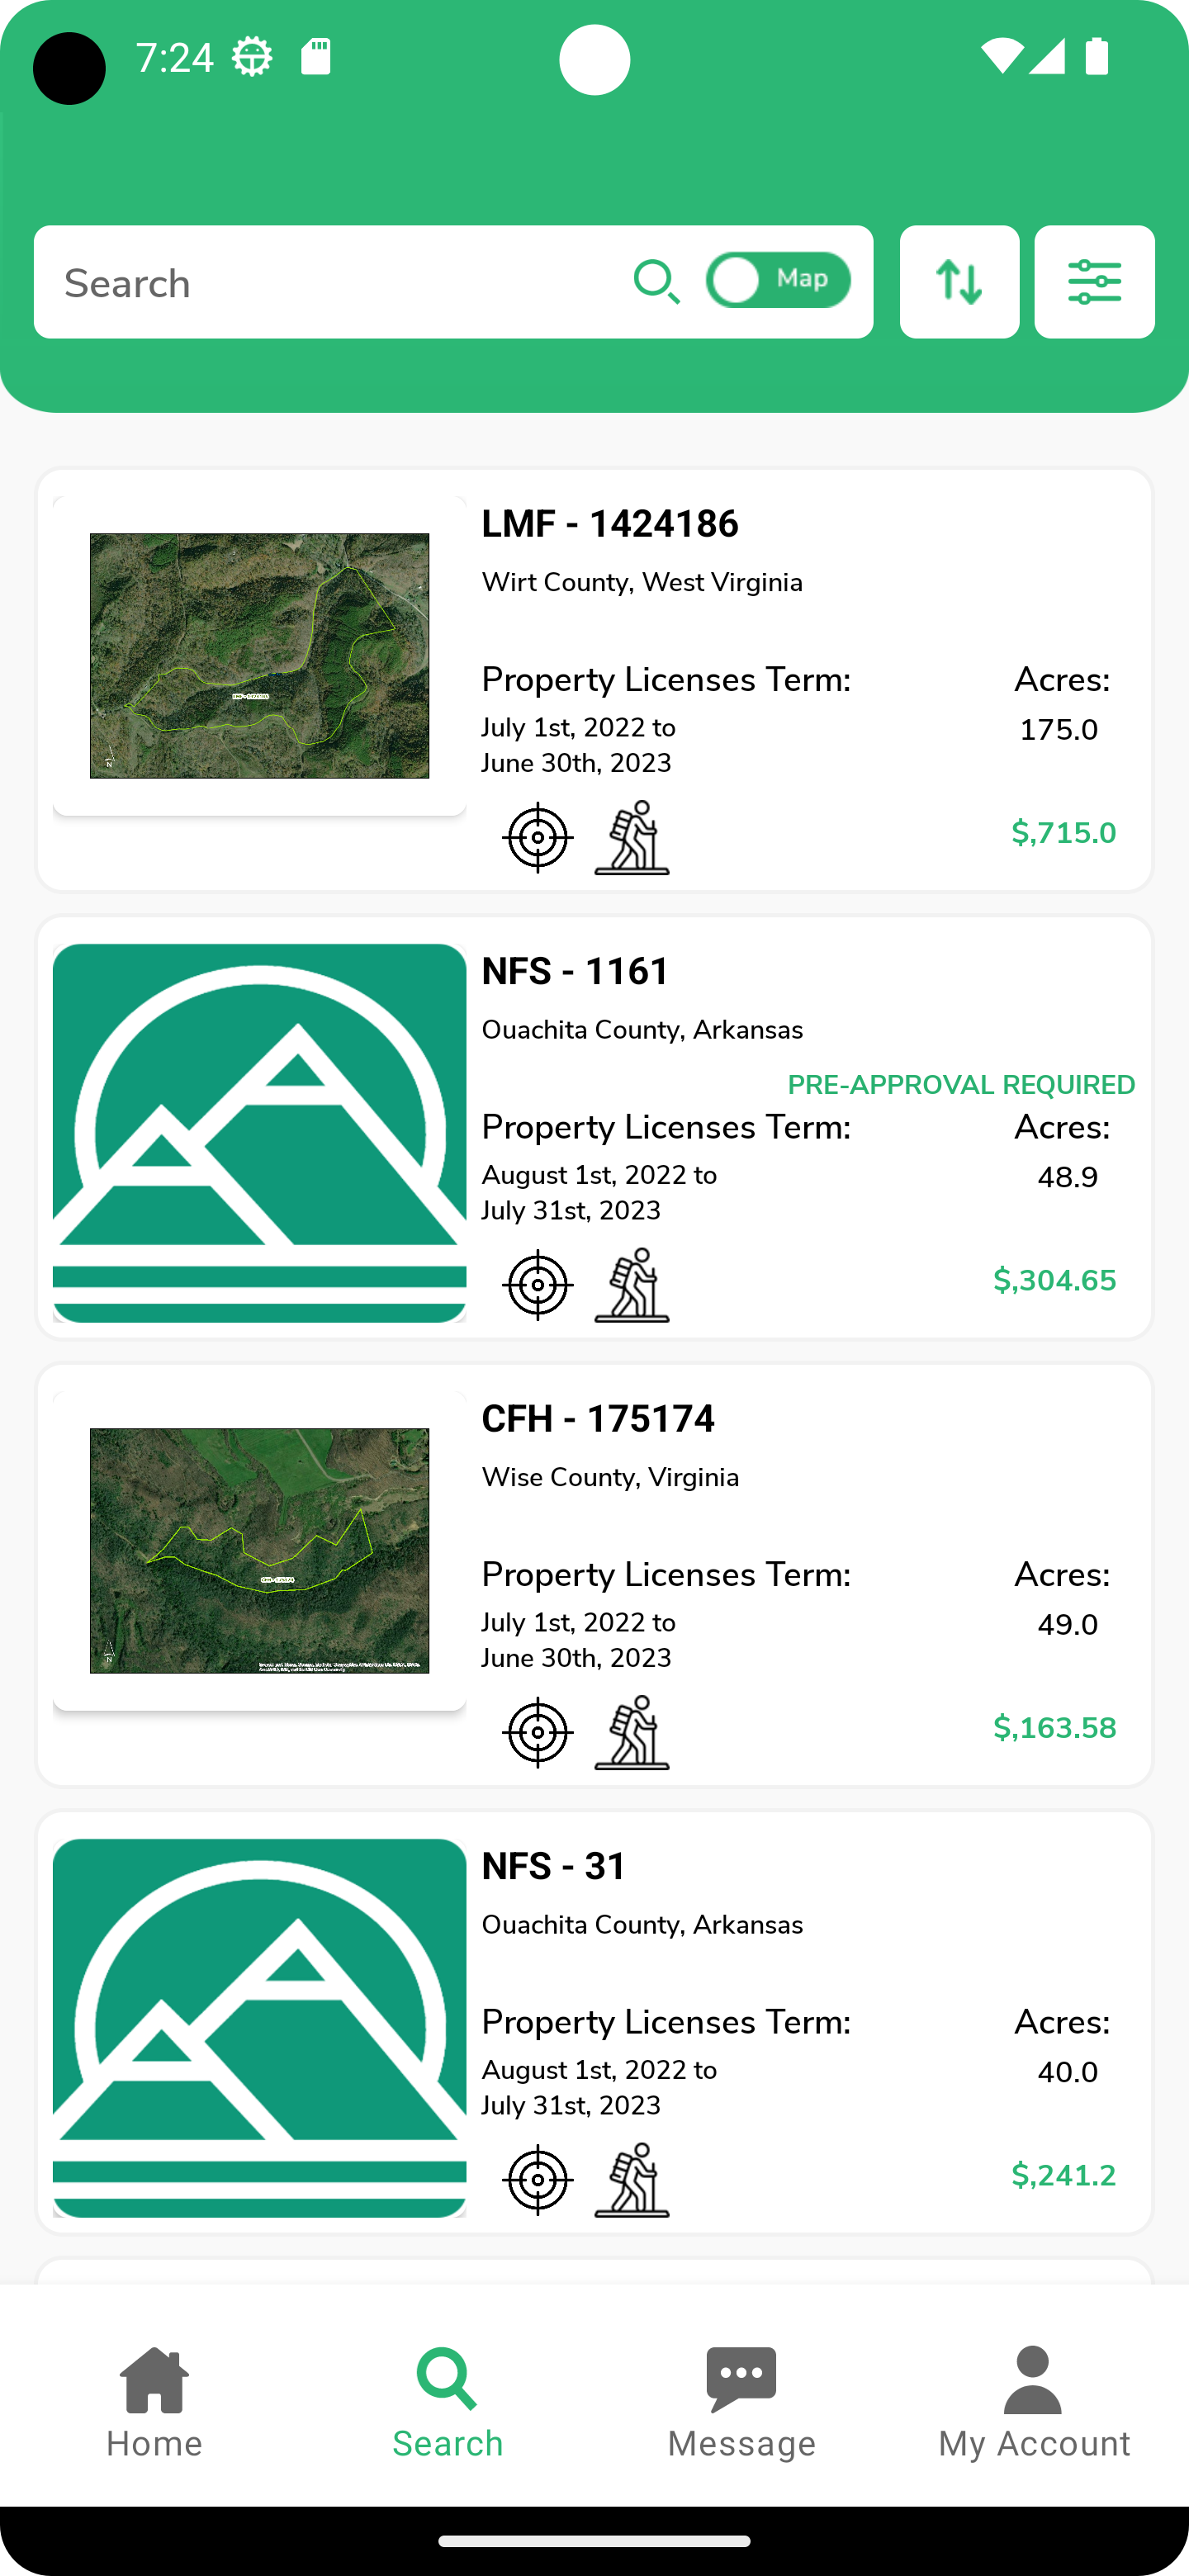 7:24
Search
Map
LMF - 1424186
Wirt County, West Virginia
Property Licenses Term:
Acres:
July 1st, 2022 to
175.0
June 30th, 2023
$,715.0
NFS - 1161
Ouachita County, Arkansas
PRE-APPROVAL REQUIRED
Property Licenses Term:
Acres:
August 1st, 2022 to
48.9
July 31st, 2023
$,304.65
CFH - 175174
Wise County, Virginia
Property Licenses Term:
Acres:
July 1st, 2022 to
49.0
June 30th, 2023
$,163.58
NFS - 31
Ouachita County, Arkansas
Property Licenses Term:
Acres:
August 1st, 2022 to
40.0
July 31st, 2023
$,241.2
Home
Search
Message
My Account